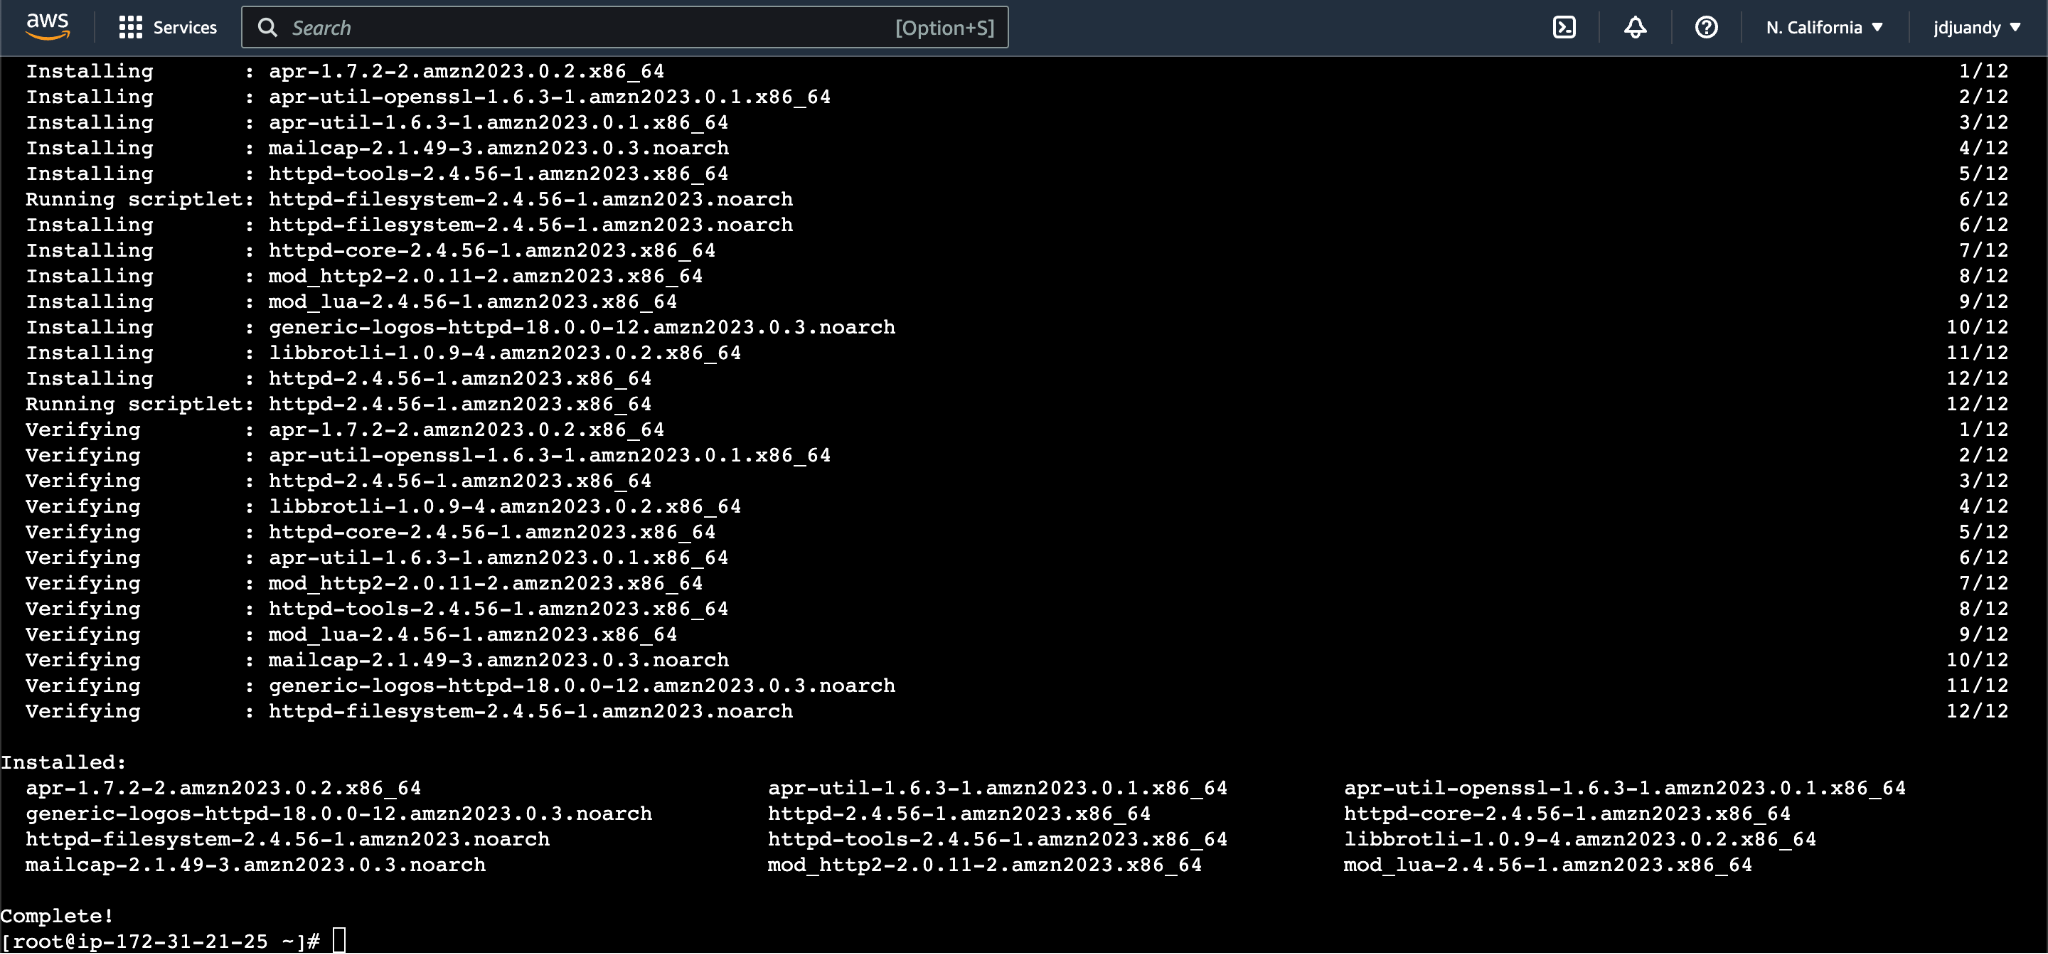 aws Services Search [Option+S] N. California jdjuandy
Installing : apr-1.7.2-2.amzn2023.0.2.x86_64 1/12
Installing : apr-util-openssl-1.6.3-1.amzn2023.0.1.x86_64 2/12
Installing : apr-util-1.6.3-1.amzn2023.0.1.x86_64 3/12
Installing : mailcap-2.1.49-3.amzn2023.0.3.noarch 4/12
Installing : httpd-tools-2.4.56-1.amzn2023.x86_64 5/12
Running scriptlet: httpd-filesystem-2.4.56-1.amzn2023.noarch 6/12
Installing : httpd-filesystem-2.4.56-1.amzn2023.noarch 6/12
Installing : httpd-core-2.4.56-1.amzn2023.x86_64 7/12
Installing : mod_http2-2.0.11-2.amzn2023.x86_64 8/12
Installing : mod_lua-2.4.56-1.amzn2023.x86_64 9/12
Installing : generic-logos-httpd-18.0.0-12.amzn2023.0.3.noarch 10/12
Installing : libbrotli-1.0.9-4.amzn2023.0.2.x86_64 11/12
Installing : httpd-2.4.56-1.amzn2023.x86_64 12/12
Running scriptlet: httpd-2.4.56-1.amzn2023.x86_64 12/12
Verifying : apr-1.7.2-2.amzn2023.0.2.x86_64 1/12
Verifying : apr-util-openssl-1.6.3-1.amzn2023.0.1.x86_64 2/12
Verifying : httpd-2.4.56-1.amzn2023.x86_64 3/12
Verifying : libbrotli-1.0.9-4.amzn2023.0.2.x86_64 4/12
Verifying : httpd-core-2.4.56-1.amzn2023.x86_64 5/12
Verifying : apr-util-1.6.3-1.amzn2023.0.1.x86_64 6/12
Verifying : mod_http2-2.0.11-2.amzn2023.x86_64 7/12
Verifying : httpd-tools-2.4.56-1.amzn2023.x86_64 8/12
Verifying : mod_lua-2.4.56-1.amzn2023.x86_64 9/12
Verifying : mailcap-2.1.49-3.amzn2023.0.3.noarch 10/12
Verifying : generic-logos-httpd-18.0.0-12.amzn2023.0.3.noarch 11/12
Verifying : httpd-filesystem-2.4.56-1.amzn2023.noarch 12/12
Installed:
apr-1.7.2-2.amzn2023.0.2.x86_64 apr-util-1.6.3-1.amzn2023.0.1.x86_64 apr-util-openssl-1.6.3-1.amzn2023.0.1.x86_64
generic-logos-httpd-18.0.0-12.amzn2023.0.3.noarch httpd-2.4.56-1.amzn2023.x86_64 httpd-core-2.4.56-1.amzn2023.x86_64
httpd-filesystem-2.4.56-1.amzn2023.noarch httpd-tools-2.4.56-1.amzn2023.x86_64 libbrotli-1.0.9-4.amzn2023.0.2.x86_64
mailcap-2.1.49-3.amzn2023.0.3.noarch mod_http2-2.0.11-2.amzn2023.x86_64 mod_lua-2.4.56-1.amzn2023.x86_64
Complete!
[root@ip-172-31-21-25 ~]#